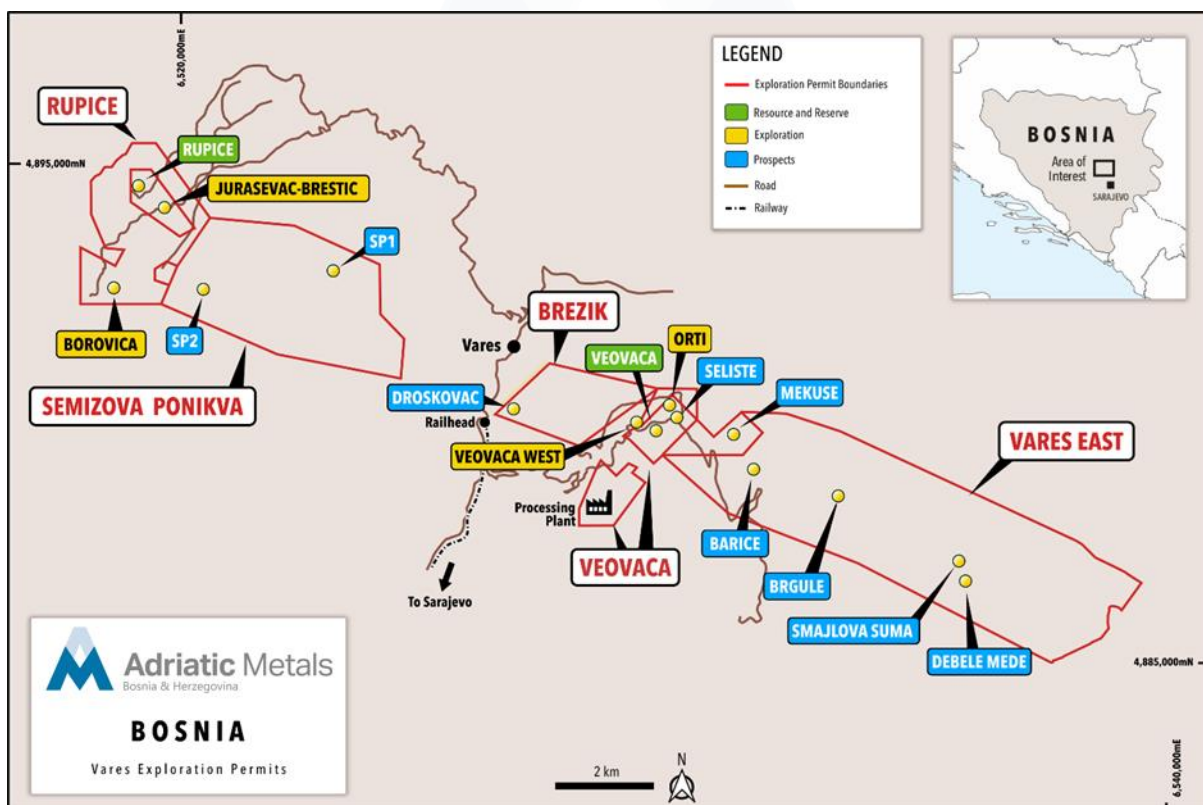 6,520,000mE
4,895,000mN
RUPICE
RUPICE
JURASEVAC-BRESTIC
SP1
SP2
BOROVICA
SEMIZOVA PONIKVA
LEGEND
Exploration Permit Boundaries
Resource and Reserve
Exploration
Prospects
Road
Railway
BOSNIA
Area of
Interest
SARAJEVO
BREZIK
Vares
VEOVACA
ORTI
SELISTE
MEKUSE
DROSKOVAC
Railhead
VEOVACA WEST
VARES EAST
Processing
Plant
VEOVACA
BARICE
BRGULE
To Sarajevo
SMAJLOVA SUMA
DEBELE MEDE
4,885,000mN
Adriatic Metals
Bosnia & Herzegovina
BOSNIA
Vares Exploration Permits
2 km
N
6,540,000mE